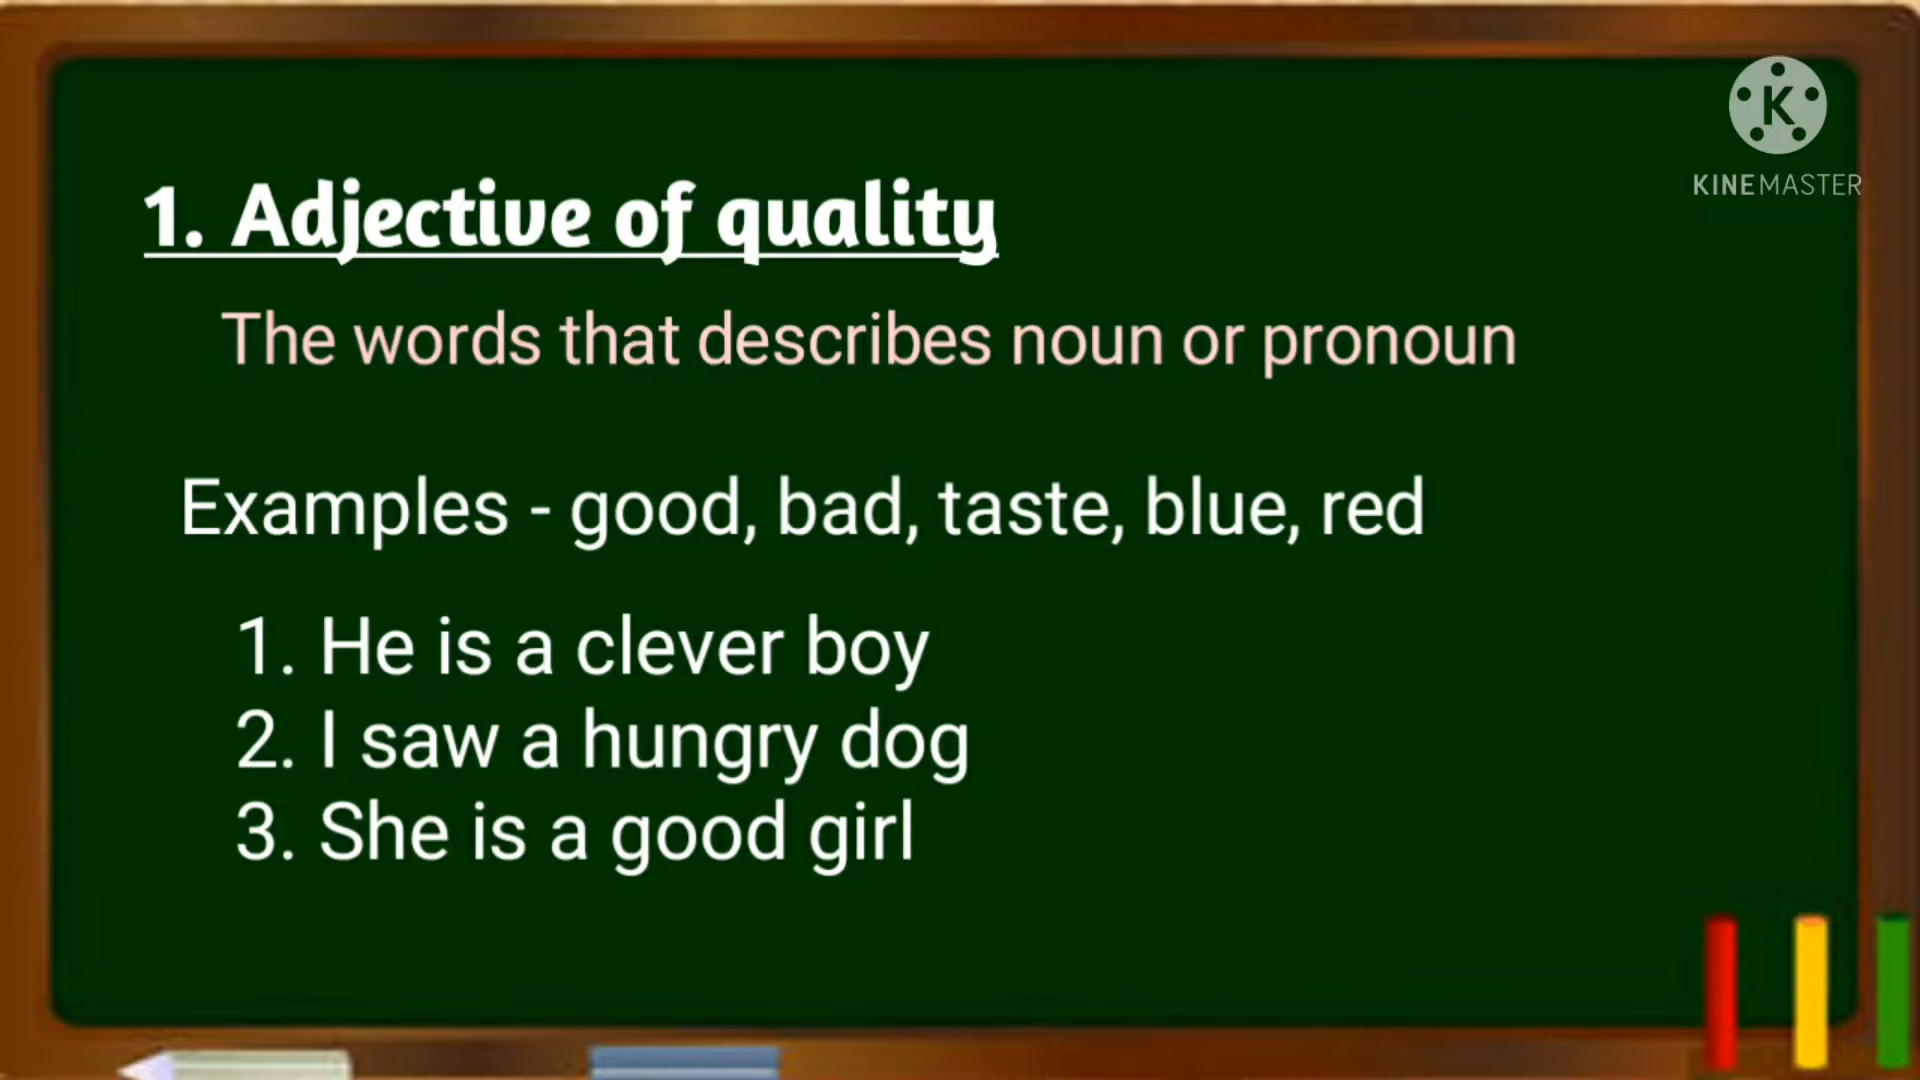 K
KINEMASTER
1. Adjective of quality
The words that describes noun or pronoun
Examples - good, bad, taste, blue, red
1. He is a clever boy
2. I saw a hungry dog
3. She is a good girl